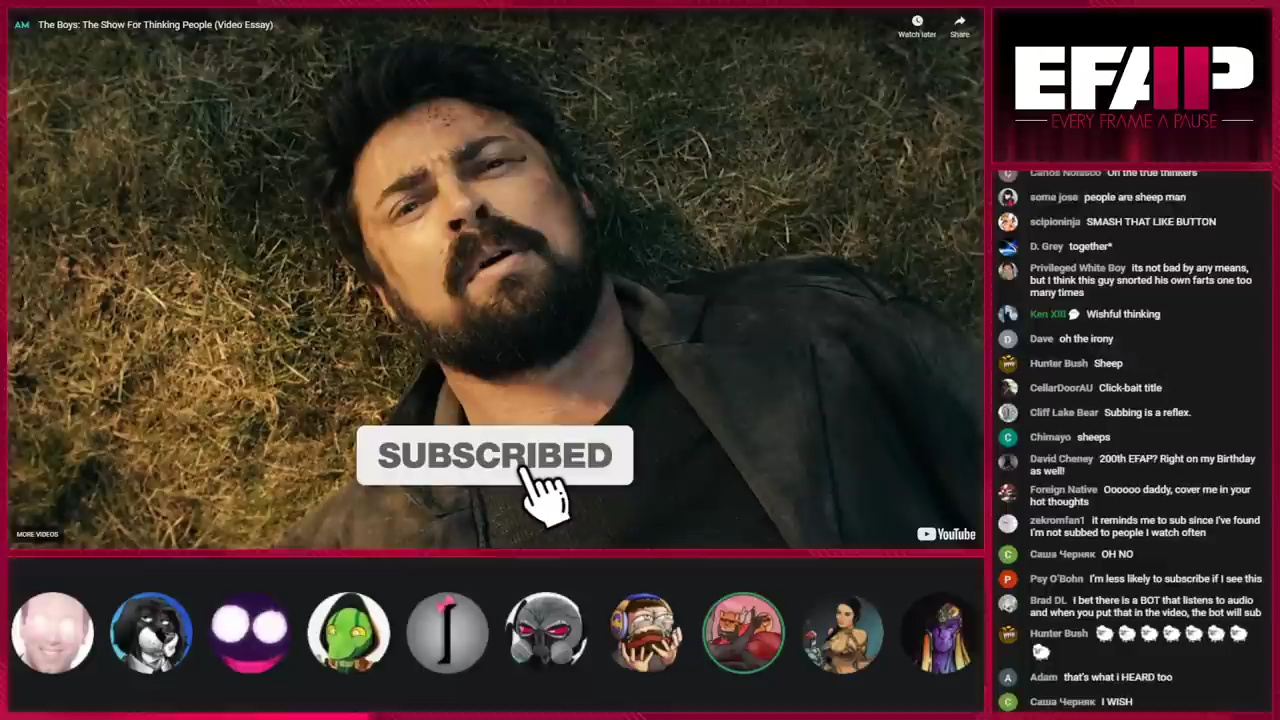 AM The Boys: The Show For Thinking People (Video Essay)
Watch later
Share
SUBSCRIBED
MORE VIDEOS
YouTube
EFAP
EVERY FRAME A PAUSE
Carlos Nolasco On the true thinkers
soma josa people are sheep man
scipioninja SMASH THAT LIKE BUTTON
D. Grey together*
Privileged White Boy its not bad by any means,
but I think this guy snorted his own farts one too
many times
Ken XIII Wishful thinking
D Dave oh the irony
Hunter Bush Sheep
CellarDoorAU Click-bait title
Cliff Lake Bear Subbing is a reflex.
C Chimayo sheeps
David Cheney 200th EFAP? Right on my Birthday
as well!
Foreign Native Oooooo daddy, cover me in your
hot thoughts
zekromfan1 it reminds me to sub since I've found
I'm not subbed to people I watch often
C Саша Черняк OH NO
P Psy O'Bohn I'm less likely to subscribe if I see this
Brad DL I bet there is a BOT that listens to audio
and when you put that in the video, the bot will sub
Hunter Bush
A Adam that's what i HEARD too
C Саша Черняк I WISH